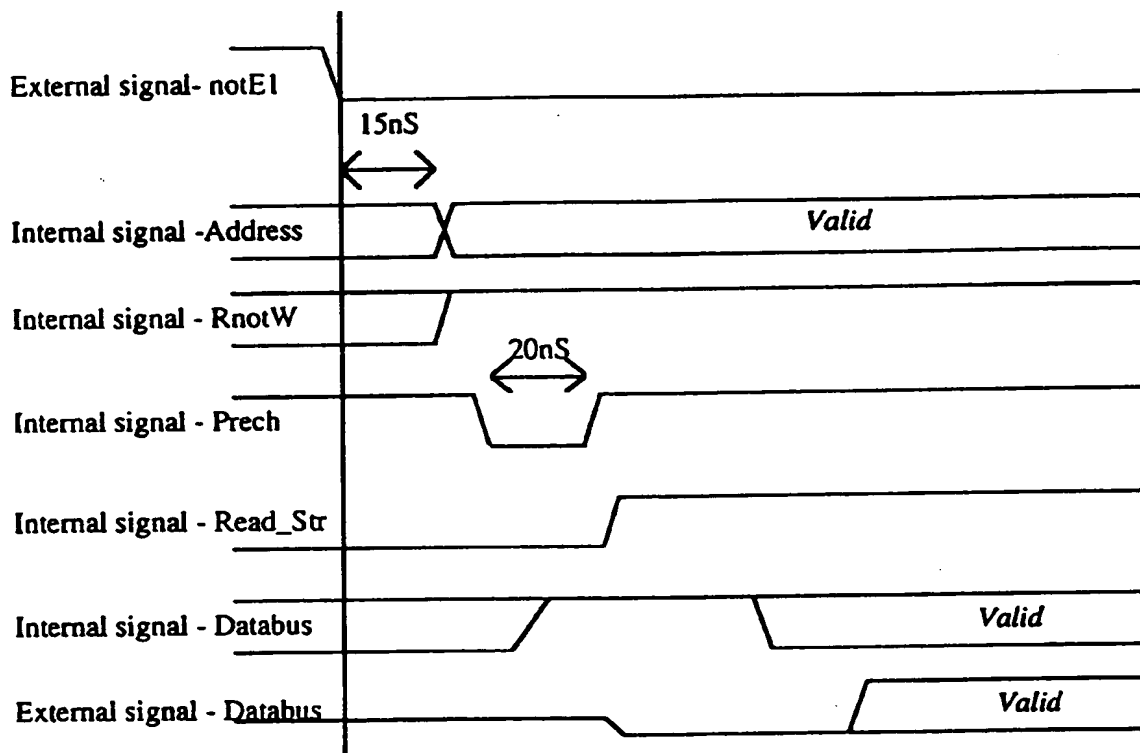 External signal- notE1
15nS
Internal signal -Address
Valid
Internal signal - RnotW
20nS
Internal signal - Prech
Internal signal - Read_Str
Internal signal - Databus
Valid
External signal - Databus
Valid